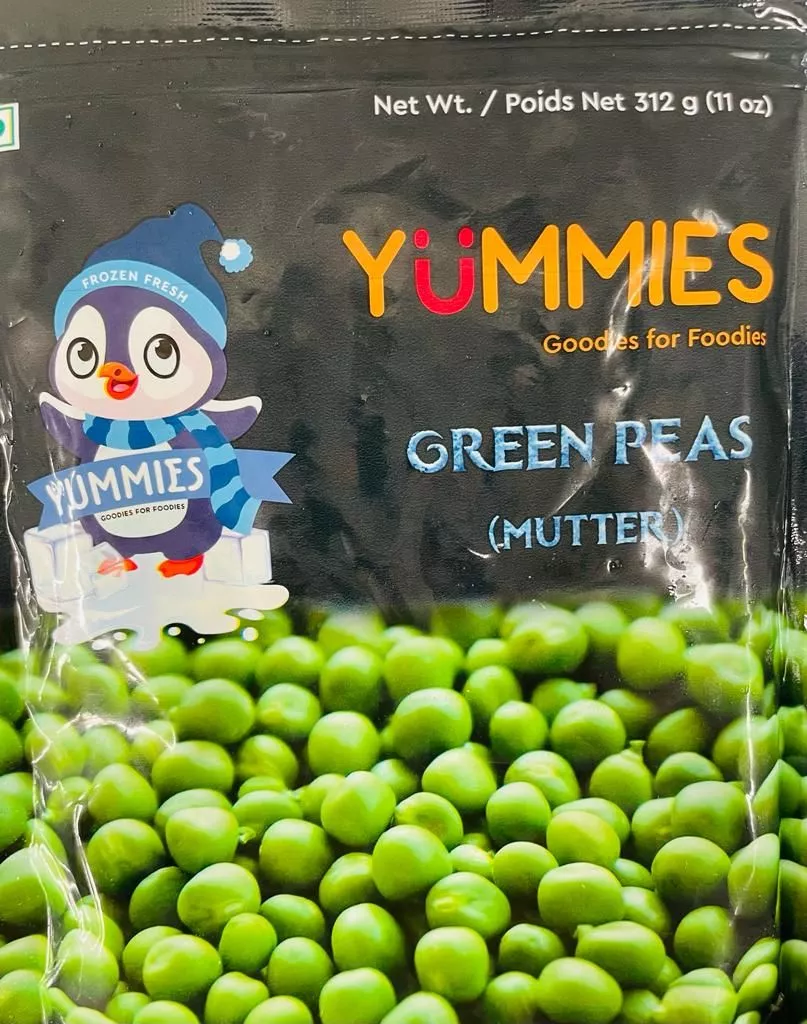 Net Wt. / Poids Net 312 g (11 oz)
FROZEN FRESH
YÜMMIES
Goodies for Foodies
GREEN PEAS
(MUTTER)
YUMMIES
GOODIES FOR FOODIES